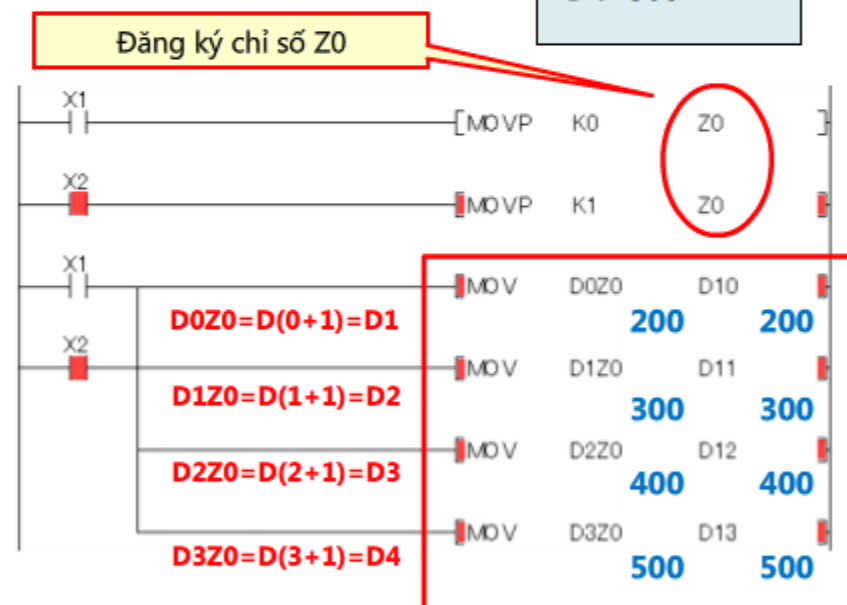 Đăng ký chỉ số Z0
X1
MOVP K0 Z0
X2
MOVP K1 Z0
X1
MOV D0Z0 D10
D0Z0=D(0+1)=D1
200 200
X2
MOV D1Z0 D11
D1Z0=D(1+1)=D2
300 300
MOV D2Z0 D12
D2Z0=D(2+1)=D3
400 400
MOV D3Z0 D13
D3Z0=D(3+1)=D4
500 500